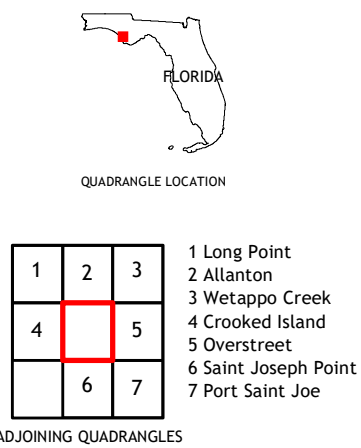 FLORIDA
QUADRANGLE LOCATION
1 2 3
4 5
6 7
1 Long Point
2 Allanton
3 Wetappo Creek
4 Crooked Island
5 Overstreet
6 Saint Joseph Point
7 Port Saint Joe
ADJOINING QUADRANGLES